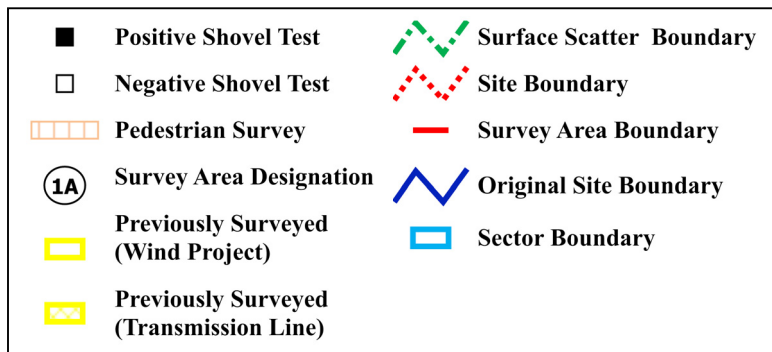 Positive Shovel Test
Negative Shovel Test
Pedestrian Survey
1A
Survey Area Designation
Previously Surveyed
(Wind Project)
Previously Surveyed
(Transmission Line)
Surface Scatter Boundary
Site Boundary
Survey Area Boundary
Original Site Boundary
Sector Boundary